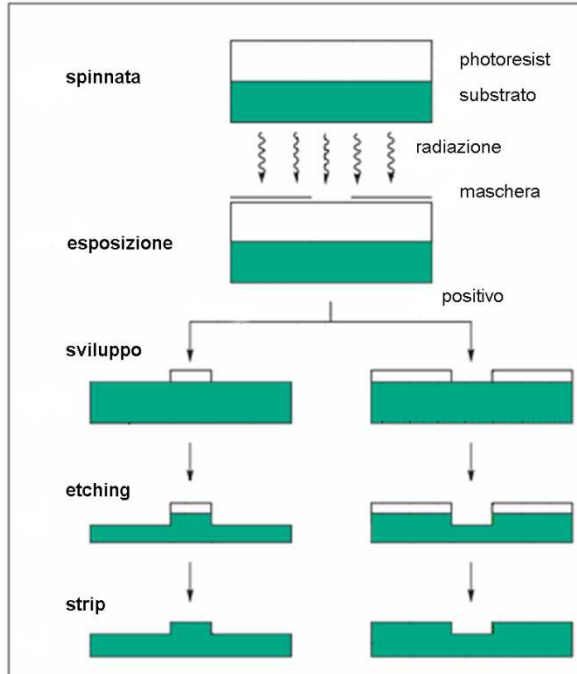 spinnata
photoresist
substrato
radiazione
maschera
esposizione
positivo
sviluppo
etching
strip